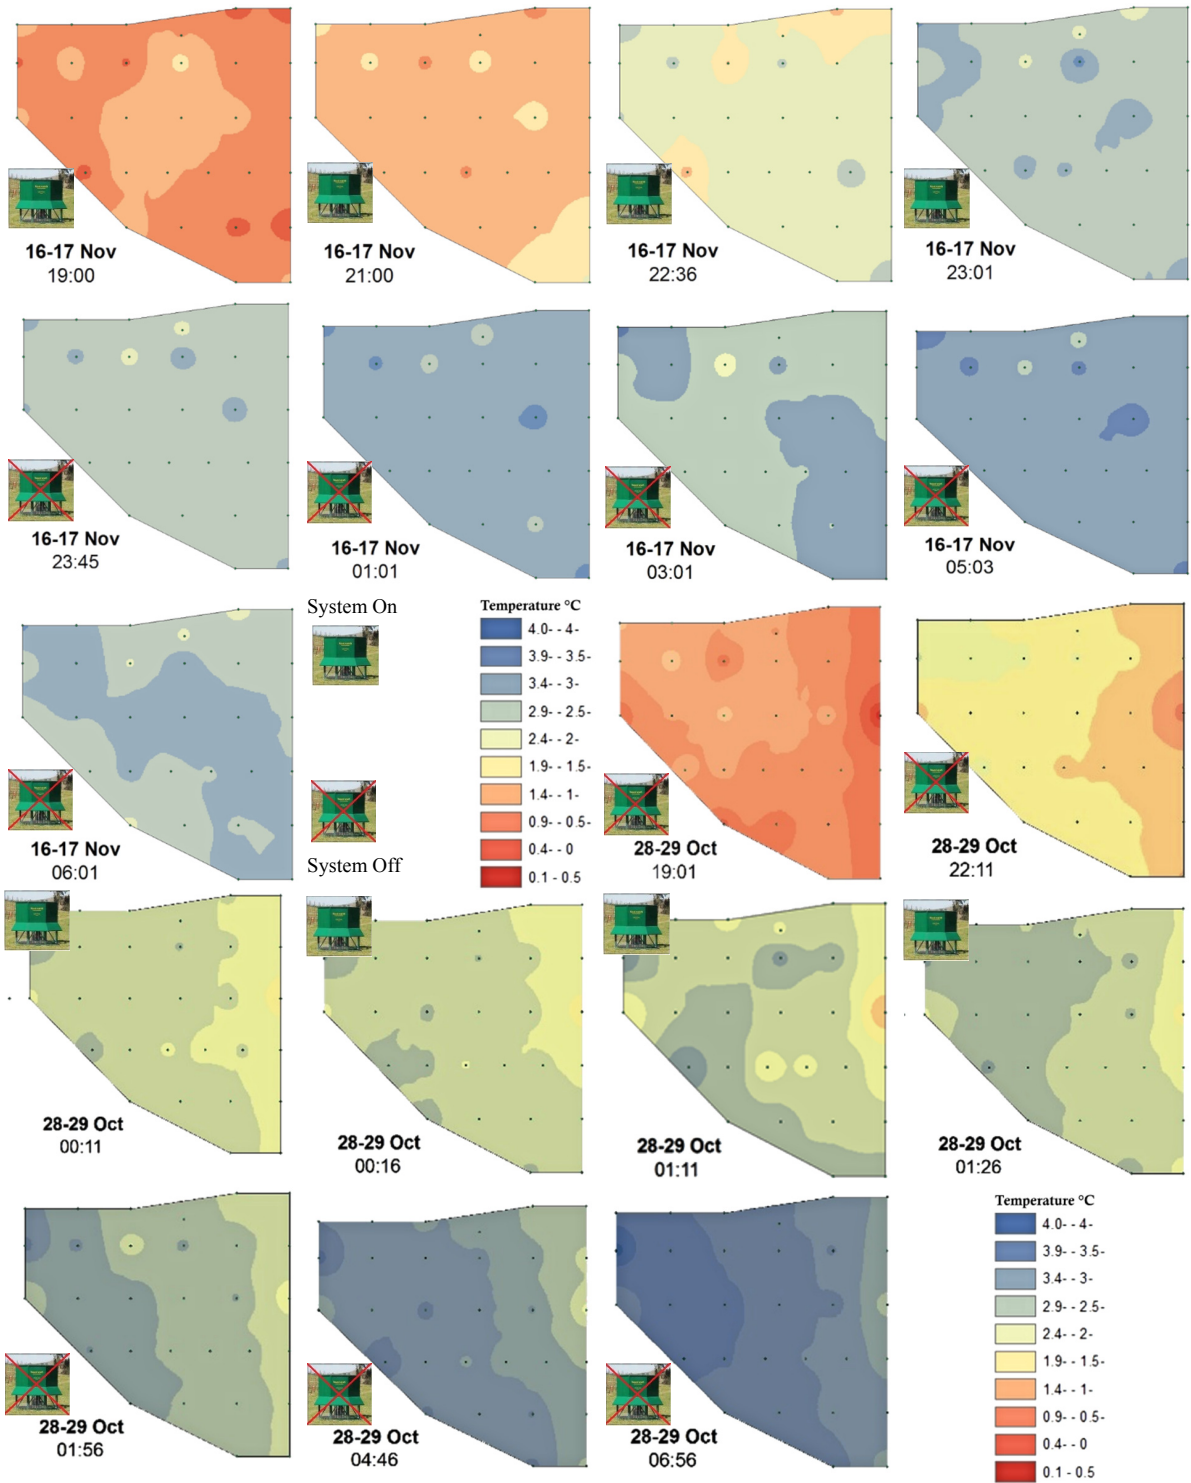 16-17 Nov
19:00
16-17 Nov
21:00
16-17 Nov
22:36
16-17 Nov
23:01
16-17 Nov
23:45
16-17 Nov
01:01
16-17 Nov
03:01
16-17 Nov
05:03
16-17 Nov
06:01
System On
System Off
Temperature °C
4.0- - 4-
3.9- - 3.5-
3.4- - 3-
2.9- - 2.5-
2.4- - 2-
1.9- - 1.5-
1.4- - 1-
0.9- - 0.5-
0.4- - 0
0.1 - 0.5
28-29 Oct
19:01
28-29 Oct
22:11
28-29 Oct
00:11
28-29 Oct
00:16
28-29 Oct
01:11
28-29 Oct
01:26
28-29 Oct
01:56
28-29 Oct
04:46
28-29 Oct
06:56
Temperature °C
4.0- - 4-
3.9- - 3.5-
3.4- - 3-
2.9- - 2.5-
2.4- - 2-
1.9- - 1.5-
1.4- - 1-
0.9- - 0.5-
0.4- - 0
0.1 - 0.5